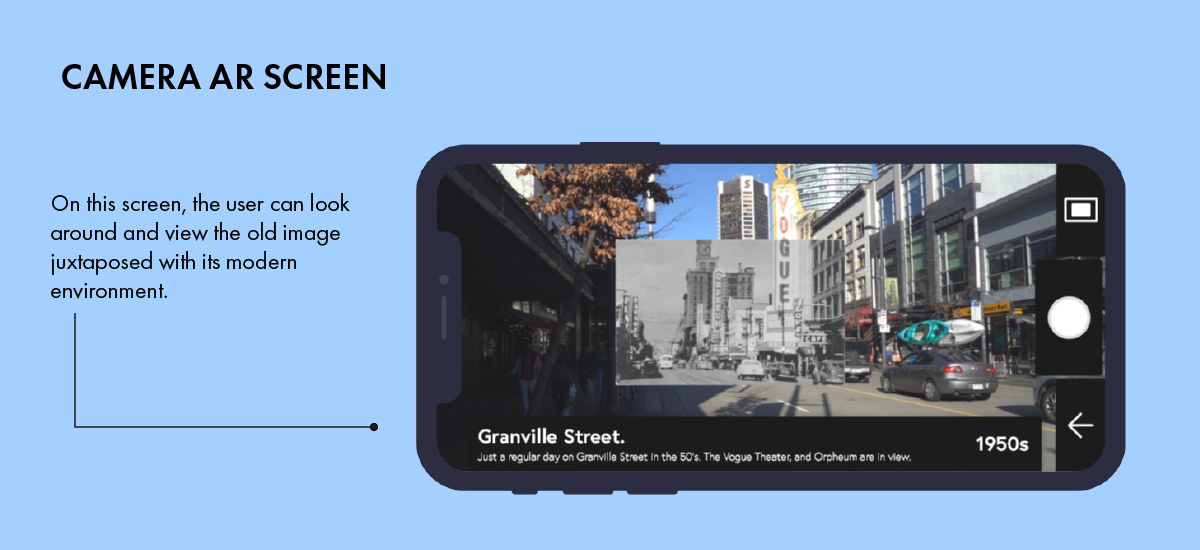 CAMERA AR SCREEN
On this screen, the user can look
around and view the old image
juxtaposed with its modern
environment.
VOGUE
ORPHEUM
CAFE
Granville Street.
1950s
Just a regular day on Granville Street in the 50's. The Vogue Theater, and Orpheum are in view.